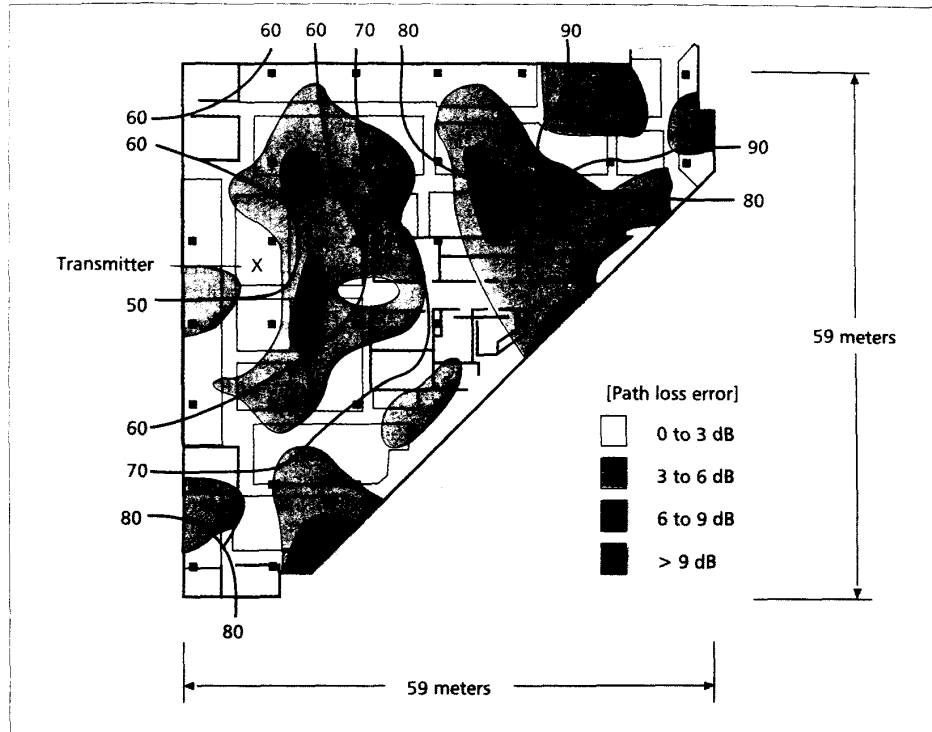 60 60 70 80 90
60
60
90
80
Transmitter X
50
59 meters
[Path loss error]
0 to 3 dB
60
3 to 6 dB
70
6 to 9 dB
80
> 9 dB
80
59 meters